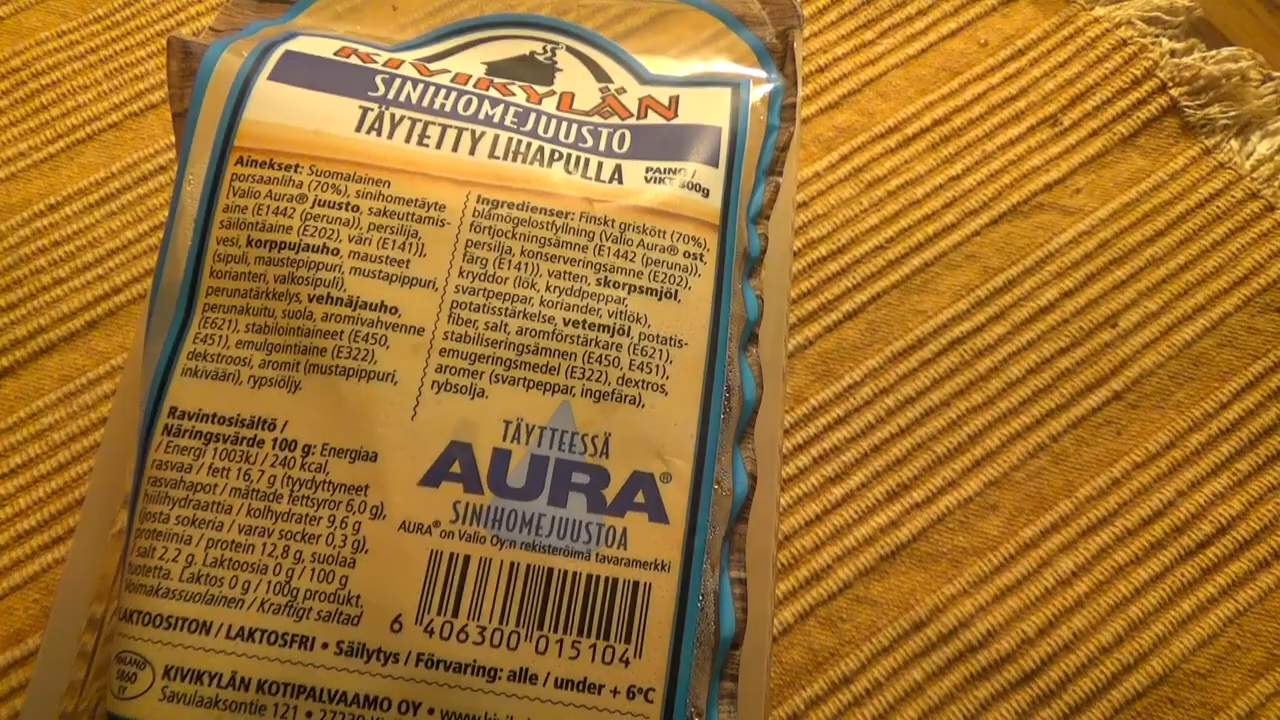 KIVIKYLÄN
SINIHOMEJUUSTO
TÄYTETTY LIHAPULLA
PAINO /
VIKT 300g
Ainekset: Suomalainen
porsaanliha (70%), sinihometäyte
(Valio Aura® juusto, sakeuttamis-
aine (E1442 (peruna)), persilja,
säilöntäaine (E202), väri (E141)),
vesi, korppujauho, mausteet
(sipuli, maustepippuri, mustapippuri,
korianteri, valkosipuli),
perunatärkkelys, vehnäjauho,
perunakuitu, suola, aromivahvenne
(E621), stabilointiaineet (E450,
E451), emulgointiaine (E322),
dekstroosi, aromit (mustapippuri,
inkivääri), rypsiöljy.
Ingredienser: Finskt griskött (70%),
blåmögelostfyllning (Valio Aura® ost,
förtjockningsämne (E1442 (peruna)),
persilja, konserveringsämne (E202),
färg (E141)), vatten, skorpsmjöl,
kryddor (lök, kryddpeppar,
svartpeppar, koriander, vitlök),
potatisstärkelse, vetemjöl, potatis-
fiber, salt, aromförstärkare (E621),
stabiliseringsämnen (E450, E451),
emugeringsmedel (E322), dextros,
aromer (svartpeppar, ingefära),
rybsolja.
Ravintosisältö /
Näringsvärde 100 g: Energiaa
/ Energi 1003kJ / 240 kcal,
rasvaa / fett 16,7 g (tyydyttyneet
rasvahapot / mättade fettsyror 6,0 g),
hiilihydraattia / kolhydrater 9,6 g
(josta sokeria / varav socker 0,3 g),
proteiinia / protein 12,8 g, suolaa
/ salt 2,2 g. Laktoosia 0 g / 100 g
tuotetta. Laktos 0 g / 100g produkt.
Voimakassuolainen / Kraftigt saltad
TÄYTTEESSÄ
AURA®
SINIHOMEJUUSTOA
AURA® on Valio Oy:n rekisteröimä tavaramerkki
6 406300 015104
LAKTOOSITON / LAKTOSFRI • Säilytys / Förvaring: alle / under + 6°C
FINLAND
5860
EY
KIVIKYLÄN KOTIPALVAAMO OY •
Savulaaksontie 121 •